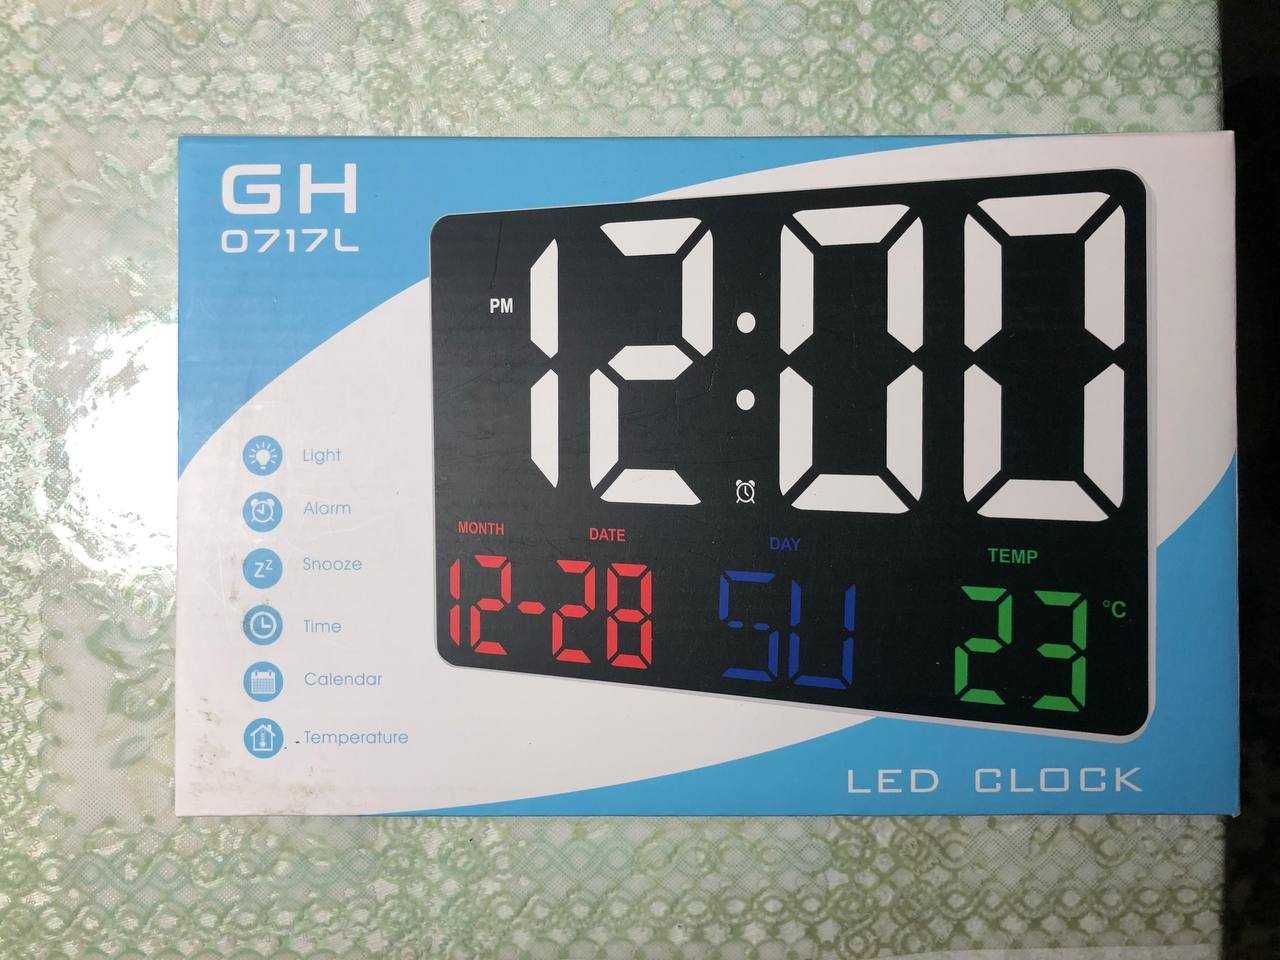 GH
0717L
PM
12:00
Light
Alarm
Snooze
Zz
Time
Calendar
Temperature
MONTH DATE DAY TEMP
12-28 SU 23 °C
LED CLOCK